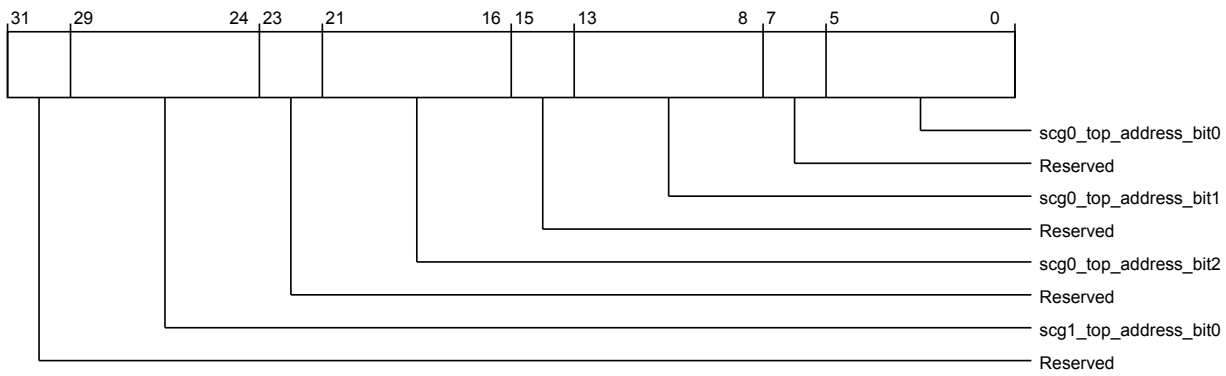 31 29 24 23 21 16 15 13 8 7 5 0
scg0_top_address_bit0
Reserved
scg0_top_address_bit1
Reserved
scg0_top_address_bit2
Reserved
scg1_top_address_bit0
Reserved